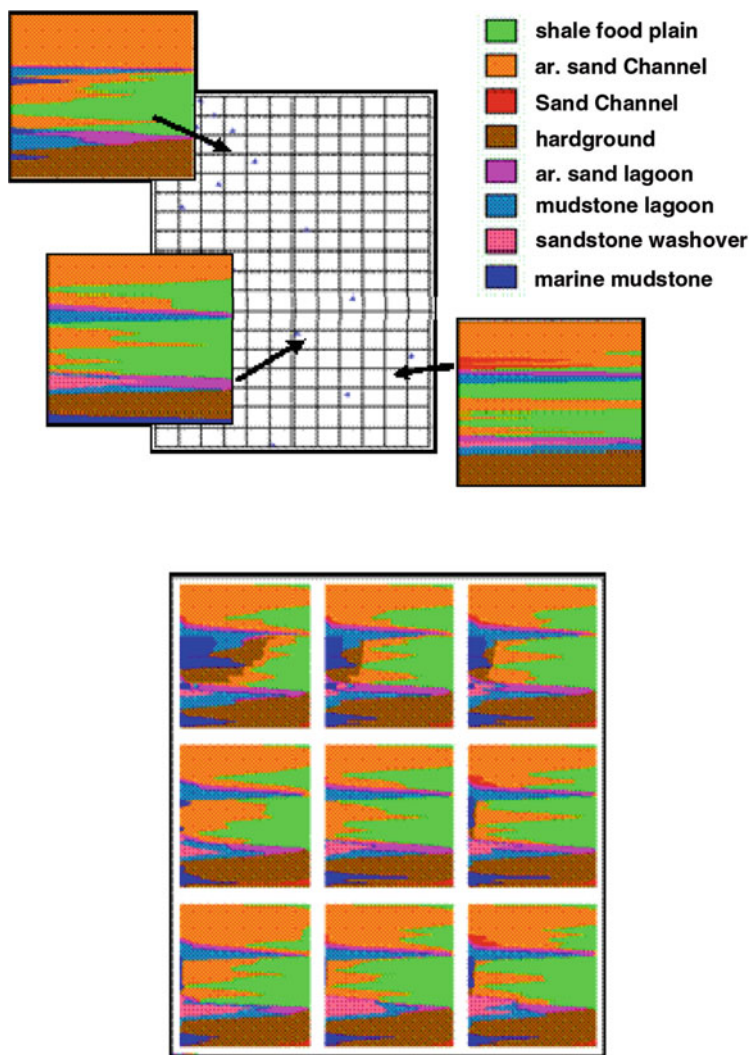 shale food plain
ar. sand Channel
Sand Channel
hardground
ar. sand lagoon
mudstone lagoon
sandstone washover
marine mudstone